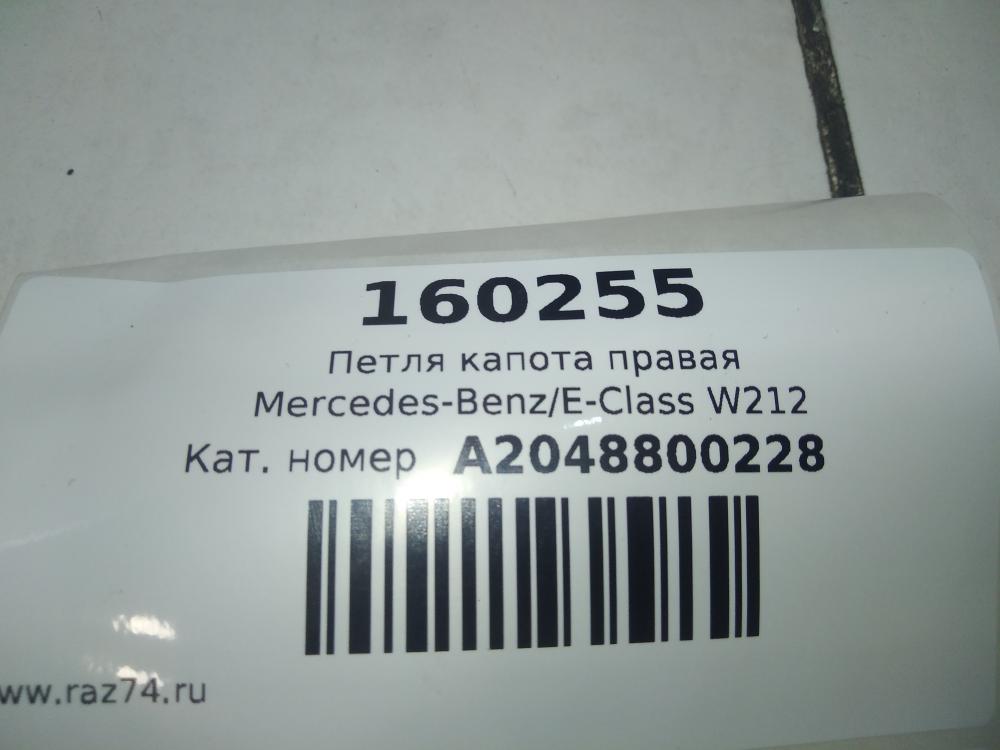 160255
Петля капота правая
Mercedes-Benz/E-Class W212
Кат. номер A2048800228
www.raz74.ru